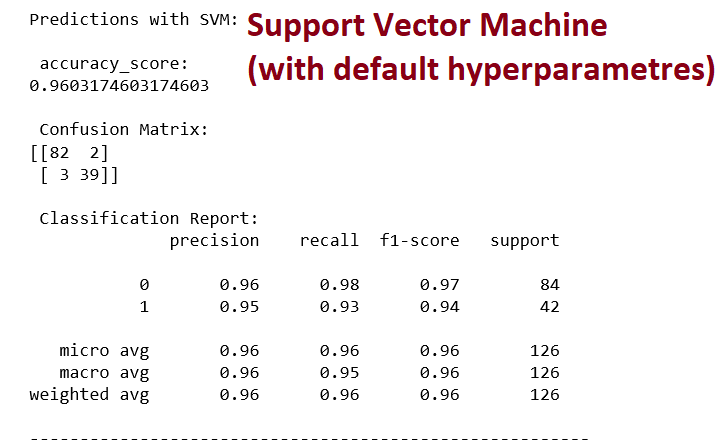 Predictions with SVM:
Support Vector Machine
(with default hyperparametres)
accuracy_score:
0.9603174603174603
Confusion Matrix:
[[82  2]
 [ 3 39]]
Classification Report:
precision    recall  f1-score   support
0       0.96      0.98      0.97        84
1       0.95      0.93      0.94        42
micro avg       0.96      0.96      0.96       126
macro avg       0.96      0.95      0.96       126
weighted avg       0.96      0.96      0.96       126
--------------------------------------------------------